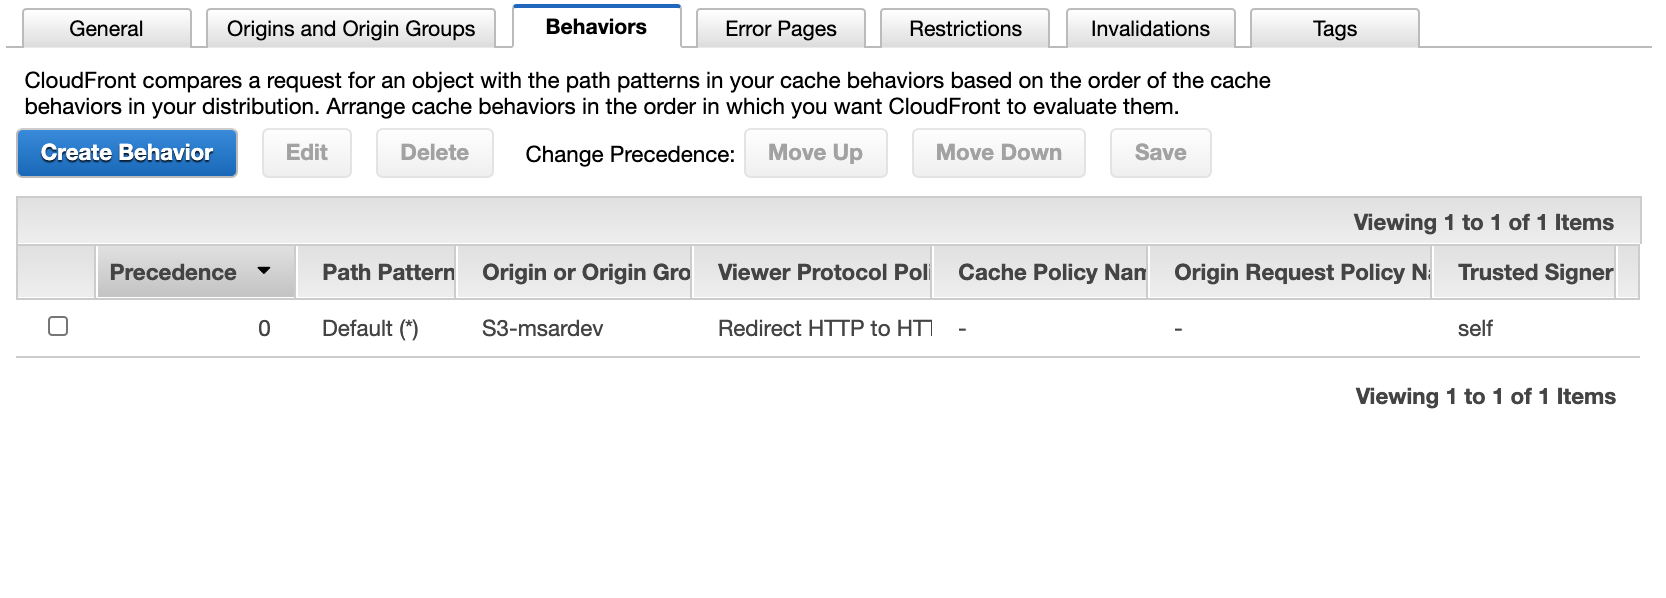 General Origins and Origin Groups Behaviors Error Pages Restrictions Invalidations Tags
CloudFront compares a request for an object with the path patterns in your cache behaviors based on the order of the cache
behaviors in your distribution. Arrange cache behaviors in the order in which you want CloudFront to evaluate them.
Create Behavior Edit Delete Change Precedence: Move Up Move Down Save
Viewing 1 to 1 of 1 Items
Precedence Path Pattern Origin or Origin Gro Viewer Protocol Poli Cache Policy Nam Origin Request Policy Na Trusted Signer
0 Default (*) S3-msardev Redirect HTTP to HTT - - self
Viewing 1 to 1 of 1 Items